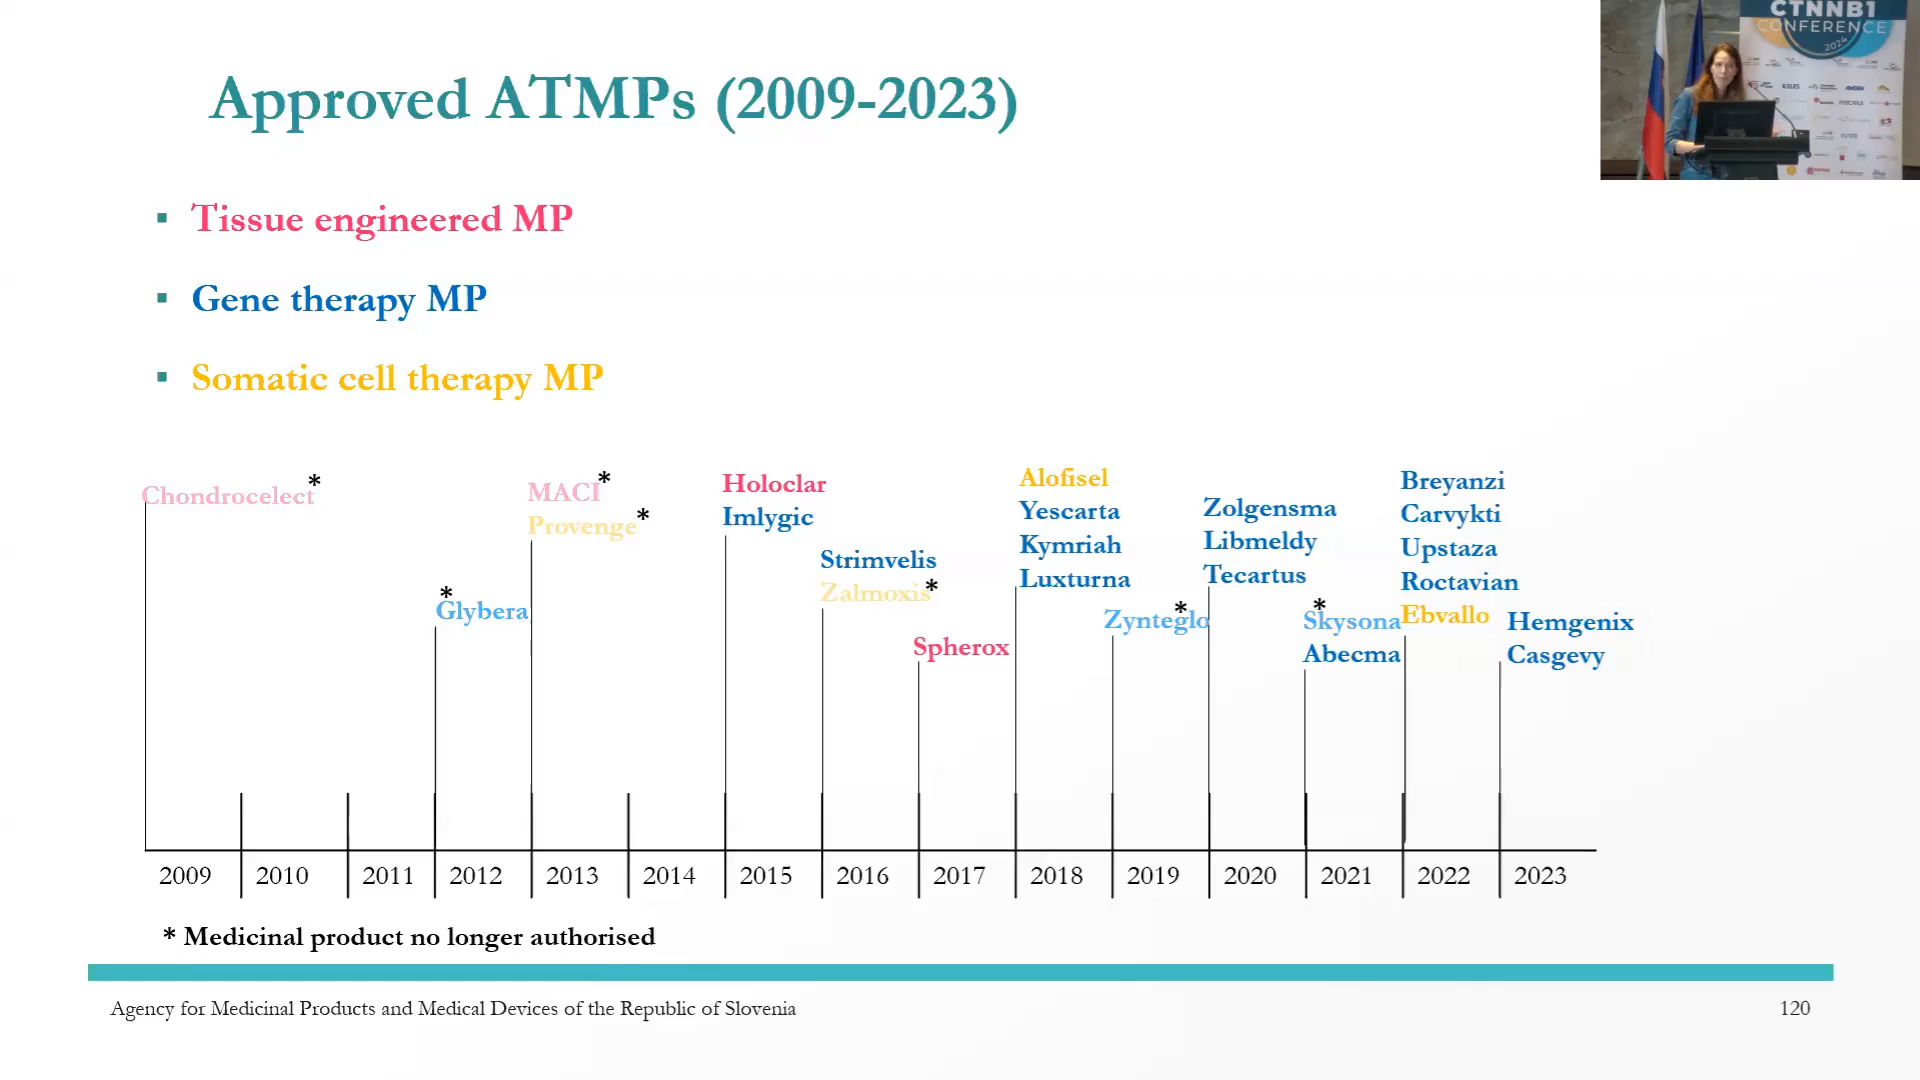 CTNNB1
CONFERENCE
2024
Approved ATMPs (2009-2023)
▪ Tissue engineered MP
▪ Gene therapy MP
▪ Somatic cell therapy MP
Chondrocelect*
Glybera*
MACI*
Provenge*
Holoclar
Imlygic
Strimvelis
Zalmoxis*
Spherox
Alofisel
Yescarta
Kymriah
Luxturna
Zynteglo*
Zolgensma
Libmeldy
Tecartus
Skysona*
Abecma
Breyanzi
Carvykti
Upstaza
Roctavian
Ebvallo
Hemgenix
Casgevy
2009 2010 2011 2012 2013 2014 2015 2016 2017 2018 2019 2020 2021 2022 2023
* Medicinal product no longer authorised
Agency for Medicinal Products and Medical Devices of the Republic of Slovenia
120